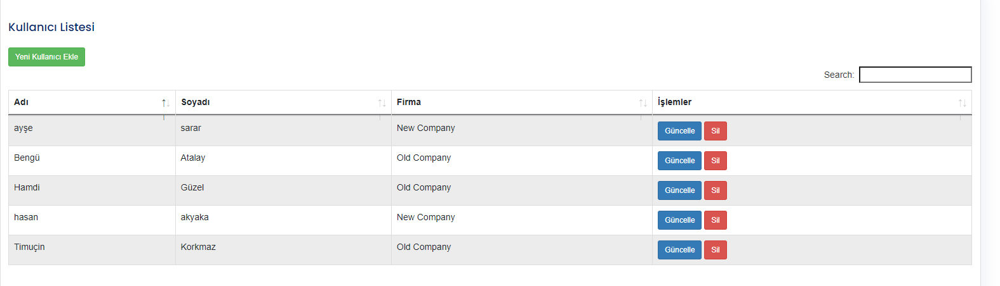 Kullanıcı Listesi
Yeni Kullanıcı Ekle
Search:
Adı Soyadı Firma İşlemler
ayşe sarar New Company Güncelle Sil
Bengü Atalay Old Company Güncelle Sil
Hamdi Güzel Old Company Güncelle Sil
hasan akyaka New Company Güncelle Sil
Timuçin Korkmaz Old Company Güncelle Sil